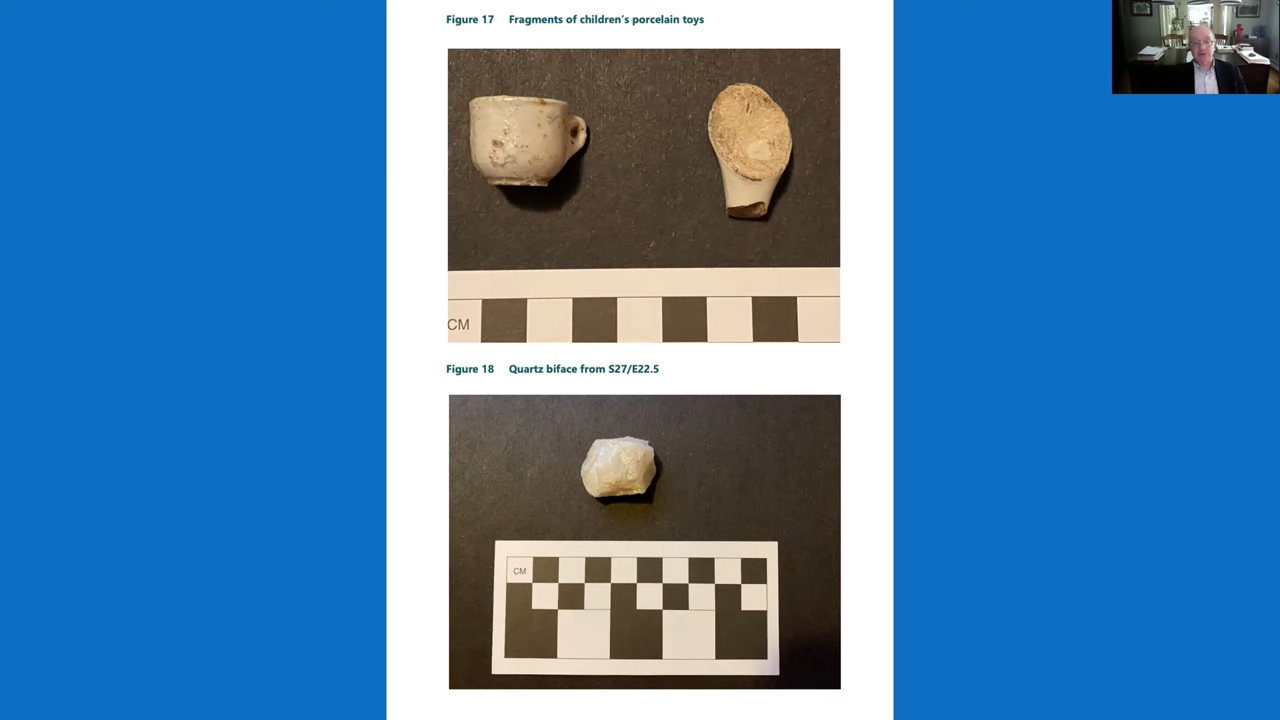 Figure 17 Fragments of children's porcelain toys
CM
Figure 18 Quartz biface from S27/E22.5
CM